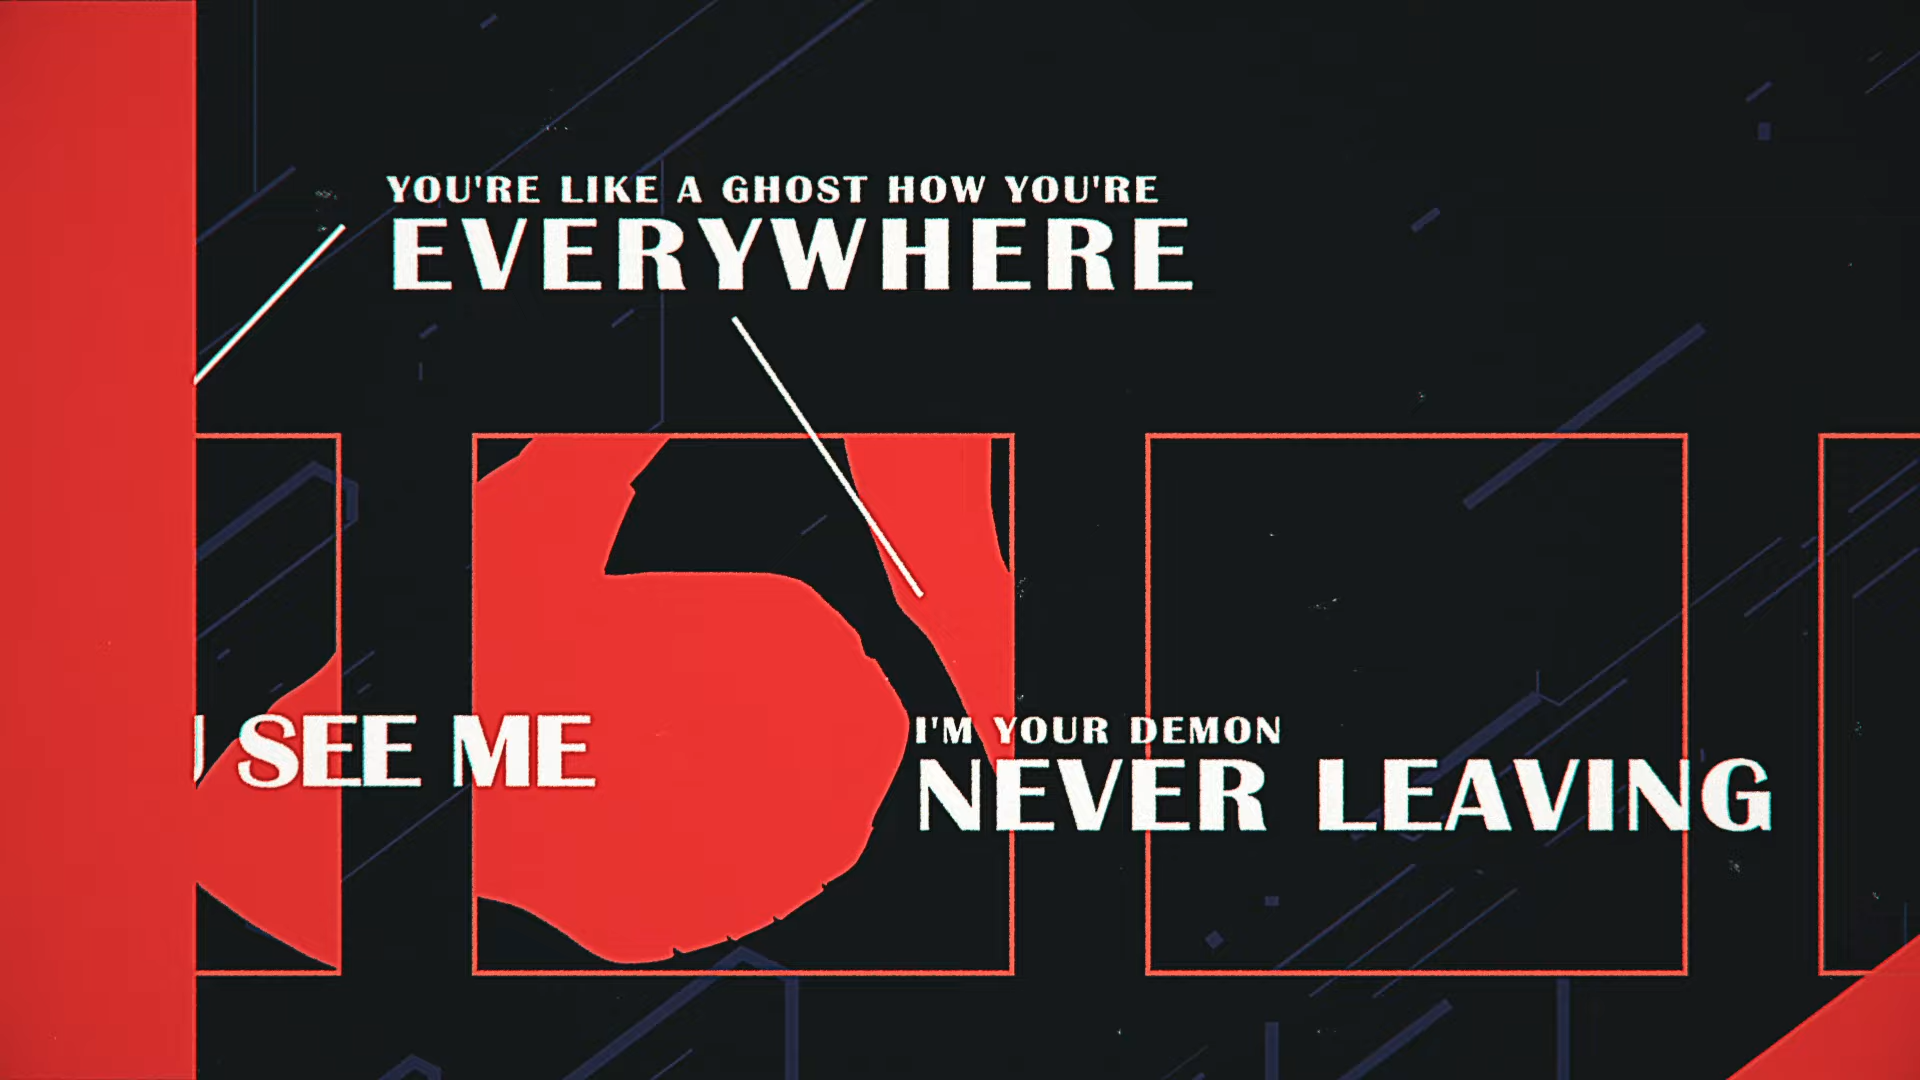 YOU'RE LIKE A GHOST HOW YOU'RE
EVERYWHERE
SEE ME
I'M YOUR DEMON
NEVER LEAVING